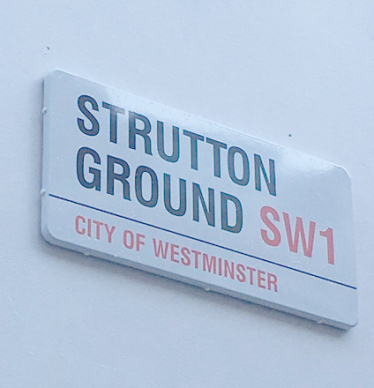 STRUTTON
GROUND SW1
CITY OF WESTMINSTER